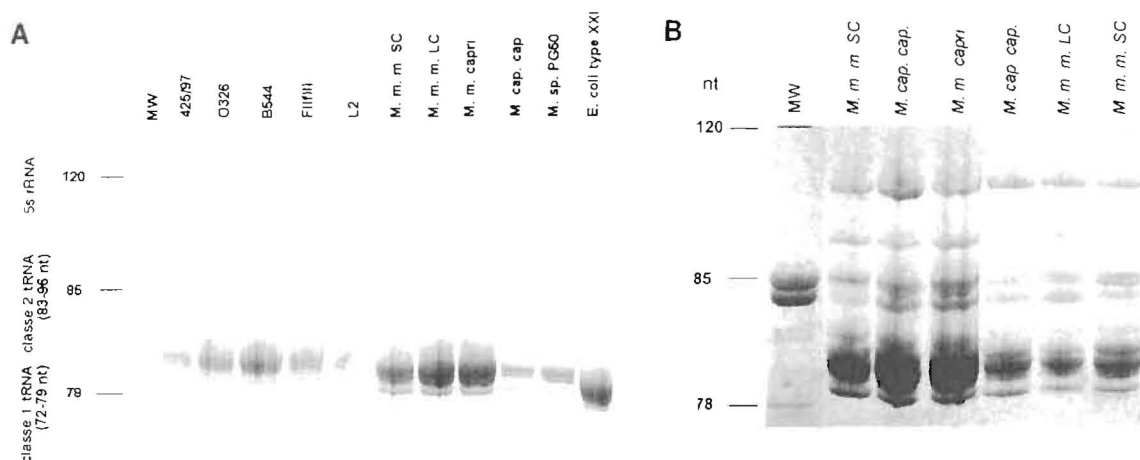 A
MW
425/97
O326
B544
FIIfIII
L2
M. m. m SC
M. m. m. LC
M. m. capri
M cap. cap
M. sp. PG50
E. coli type XXI
5s rRNA
classe 2 tRNA
(83-96 nt)
classe 1 tRNA
(72-79 nt)
120
85
79
B
nt
MW
M. m m SC
M. cap. cap.
M. m capri
M. cap cap.
M. m m. LC
M. m m. SC
120
85
78